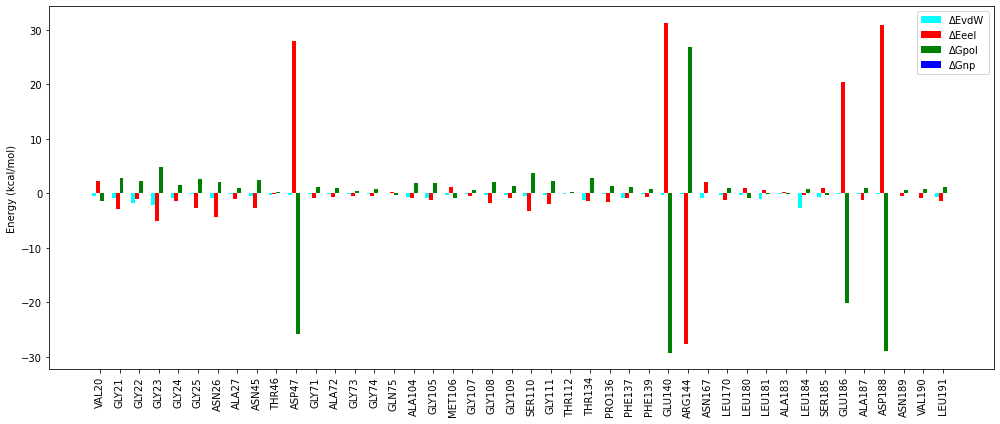 Energy (kcal/mol)
30
20
10
0
−10
−20
−30
ΔEvdW
ΔEeel
ΔGpol
ΔGnp
VAL20
GLY21
GLY22
GLY23
GLY24
GLY25
ASN26
ALA27
ASN45
THR46
ASP47
GLY71
ALA72
GLY73
GLY74
GLN75
ALA104
GLY105
MET106
GLY107
GLY108
GLY109
SER110
GLY111
THR112
THR134
PRO136
PHE137
PHE139
GLU140
ARG144
ASN167
LEU170
LEU180
LEU181
ALA183
LEU184
SER185
GLU186
ALA187
ASP188
ASN189
VAL190
LEU191